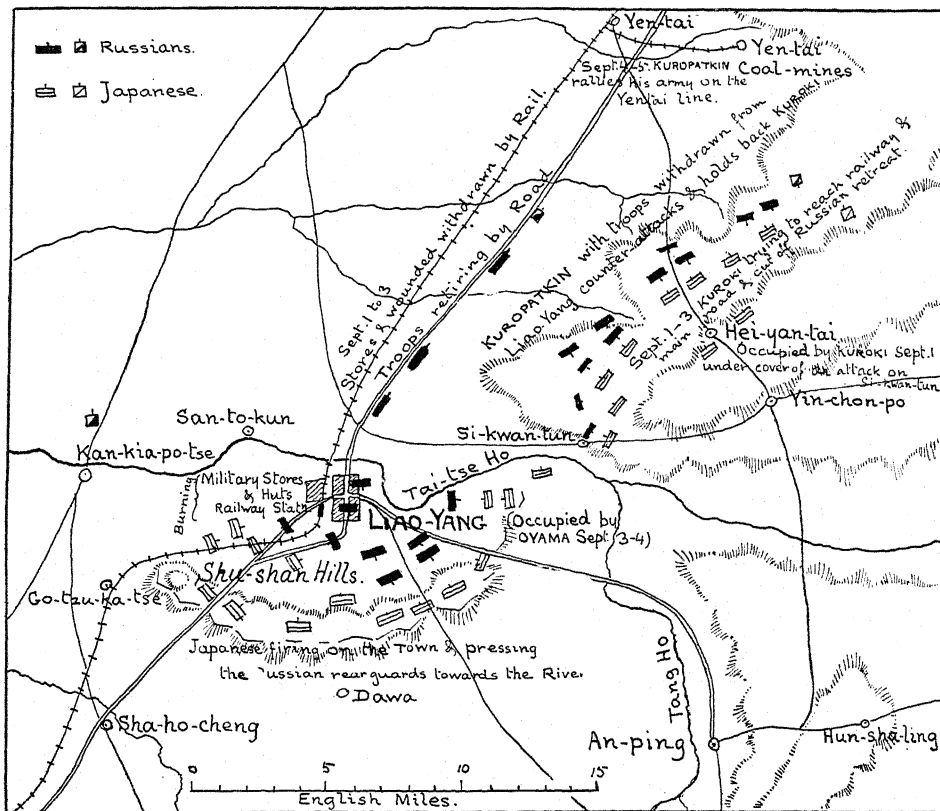 Russians.
Japanese.
Yen-tai
Yen-tai
Coal-mines
Sept. 4-5. KUROPATKIN
rallies his army on the
Yentai line.
Sept. 1 to 3
Stores & wounded withdrawn by Rail.
Troops retiring by Road
KUROPATKIN with troops withdrawn from
Liao Yang counter-attacks & holds back KUROKI
Sept. 1-3 KUROKI trying to reach railway &
main road & cut off Russian retreat.
Hei-yan-tai
Occupied by KUROKI Sept. 1
under cover of an attack on
Si-kwan-tun
Yin-chon-po
San-to-kun
Kan-kia-po-tse
Si-kwan-tun
Tai-tse Ho
Burning
Military Stores
& Huts
Railway Statn
LIAO-YANG
(Occupied by
OYAMA Sept. 3-4)
Shu-shan Hills.
Go-tzu-ka-tse
Japanese firing on the Town & pressing
the Russian rearguards towards the River
Dawa
Tang Ho
Sha-ho-cheng
An-ping
Hun-sha-ling
0 5 10 15
English Miles.